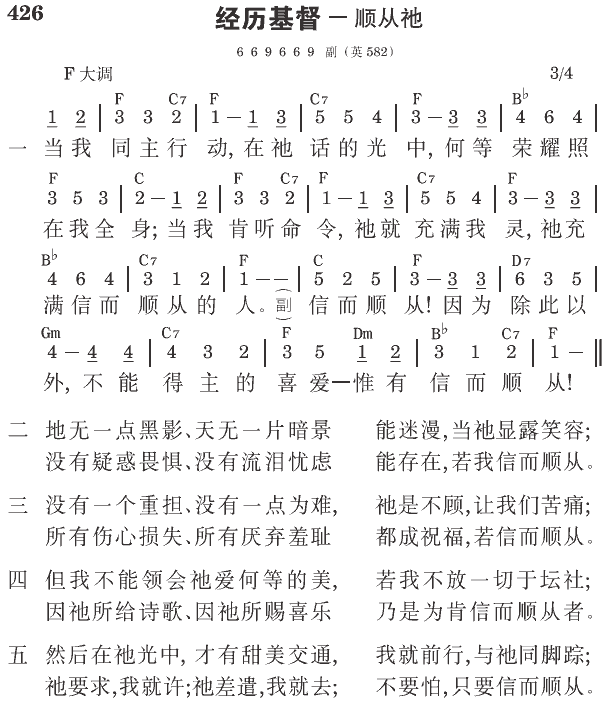 426 经历基督－顺从祂
6 6 9 6 6 9 副（英582）
F大调 3/4
F C7 F C7 F B♭
1 2 | 3 3 2 | 1 － 1 3 | 5 5 4 | 3 － 3 3 | 4 6 4 |
一 当我 同主行 动,在祂 话的光 中,何等 荣耀照
F C F C7 F C7 F
3 5 3 | 2 － 1 2 | 3 3 2 | 1 － 1 3 | 5 5 4 | 3 － 3 3 |
在我全 身;当我 肯听命 令,祂就 充满我 灵,祂充
B♭ C7 F C F D7
4 6 4 | 3 1 2 | 1 － － | 5 2 5 | 3 － 3 3 | 6 3 5 |
满信而 顺从的 人。(副)信而顺 从!因为 除此以
Gm C7 F Dm B♭ C7 F
4 － 4 4 | 4 3 2 | 3 5 1 2 | 3 1 2 | 1 － ‖
外,不能 得主的 喜爱—惟有 信而顺 从!
二 地无一点黑影、天无一片暗景 能迷漫,当祂显露笑容;
没有疑惑畏惧、没有流泪忧虑 能存在,若我信而顺从。
三 没有一个重担、没有一点为难, 祂是不顾,让我们苦痛;
所有伤心损失、所有厌弃羞耻 都成祝福,若信而顺从。
四 但我不能领会祂爱何等的美, 若我不放一切于坛社;
因祂所给诗歌、因祂所赐喜乐 乃是为肯信而顺从者。
五 然后在祂光中,才有甜美交通, 我就前行,与祂同脚踪;
祂要求,我就许;祂差遣,我就去; 不要怕,只要信而顺从。